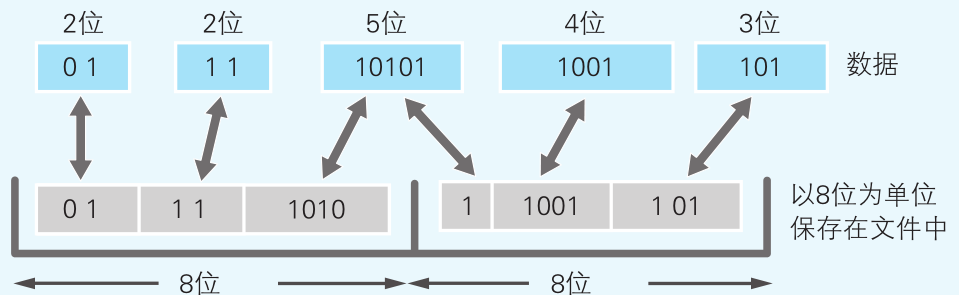 2位 2位 5位 4位 3位
0 1 1 1 10101 1001 101 数据
0 1 1 1 1010 1 1001 1 01
以8位为单位
保存在文件中
8位 8位